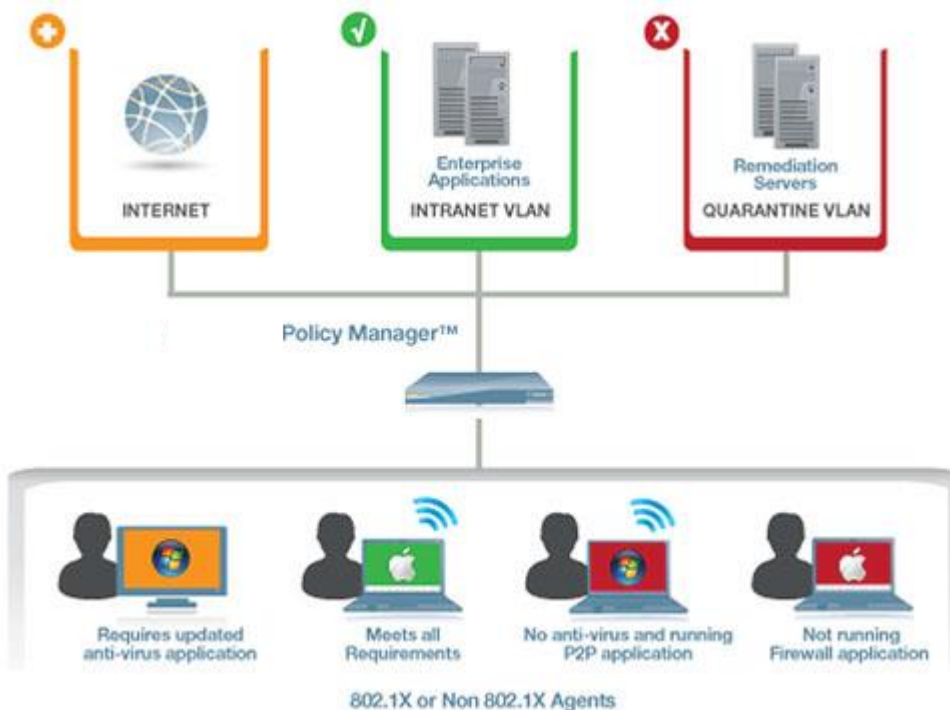 INTERNET
Enterprise
Applications
INTRANET VLAN
Remediation
Servers
QUARANTINE VLAN
Policy Manager™
Requires updated
anti-virus application
Meets all
Requirements
No anti-virus and running
P2P application
Not running
Firewall application
802.1X or Non 802.1X Agents